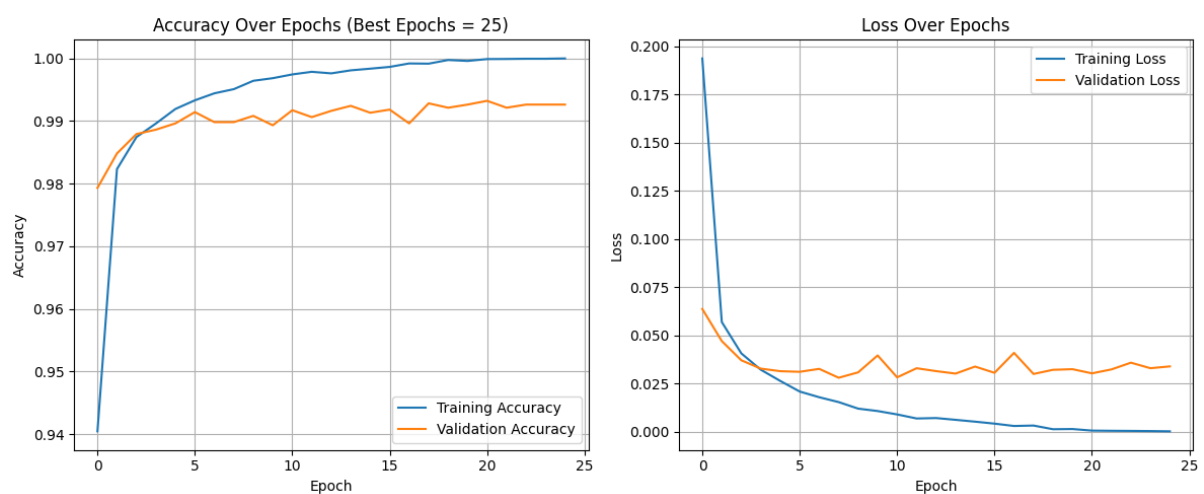 Accuracy Over Epochs (Best Epochs = 25)
1.00
0.99
0.98
0.97
0.96
0.95
0.94
Accuracy
Training Accuracy
Validation Accuracy
0 5 10 15 20 25
Epoch
Loss Over Epochs
0.200
0.175
0.150
0.125
0.100
0.075
0.050
0.025
0.000
Loss
Training Loss
Validation Loss
0 5 10 15 20 25
Epoch